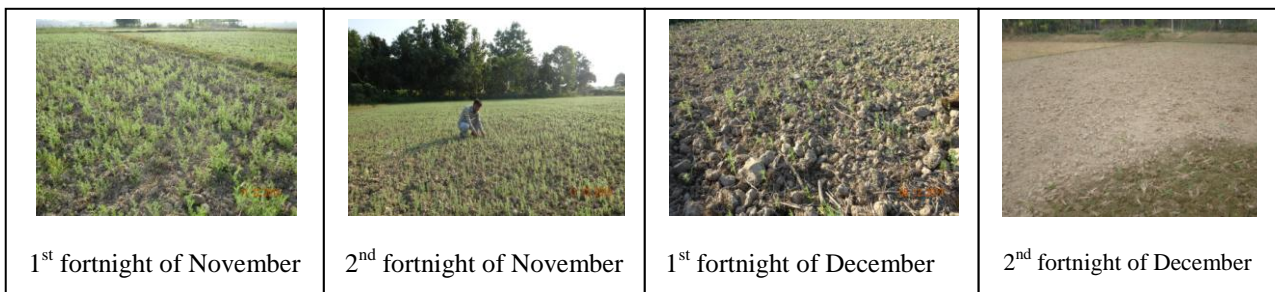 1st fortnight of November
2nd fortnight of November
1st fortnight of December
2nd fortnight of December